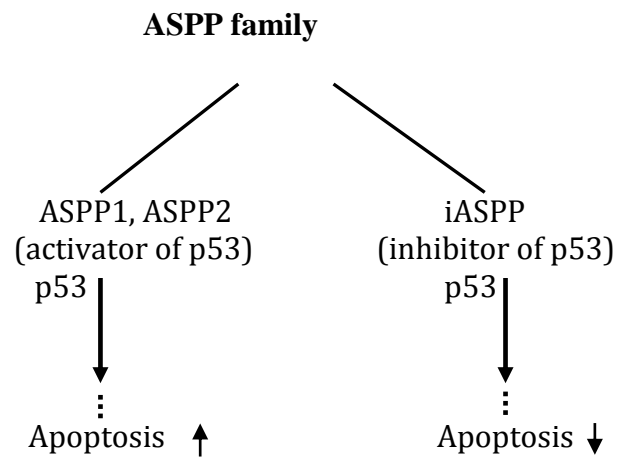 ASPP family
ASPP1, ASPP2
(activator of p53)
p53
Apoptosis
iASPP
(inhibitor of p53)
p53
Apoptosis